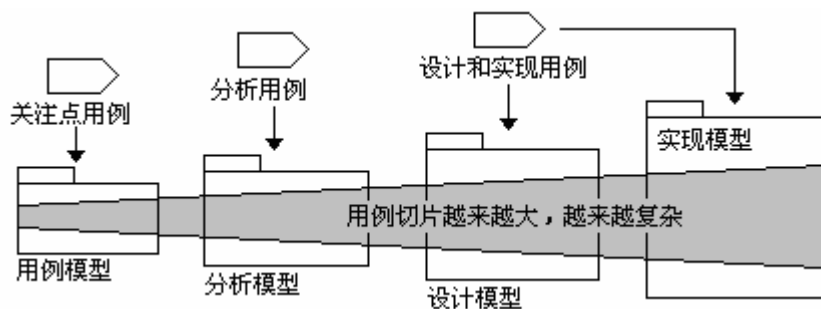 关注点用例
分析用例
设计和实现用例
实现模型
用例切片越来越大，越来越复杂
用例模型
分析模型
设计模型